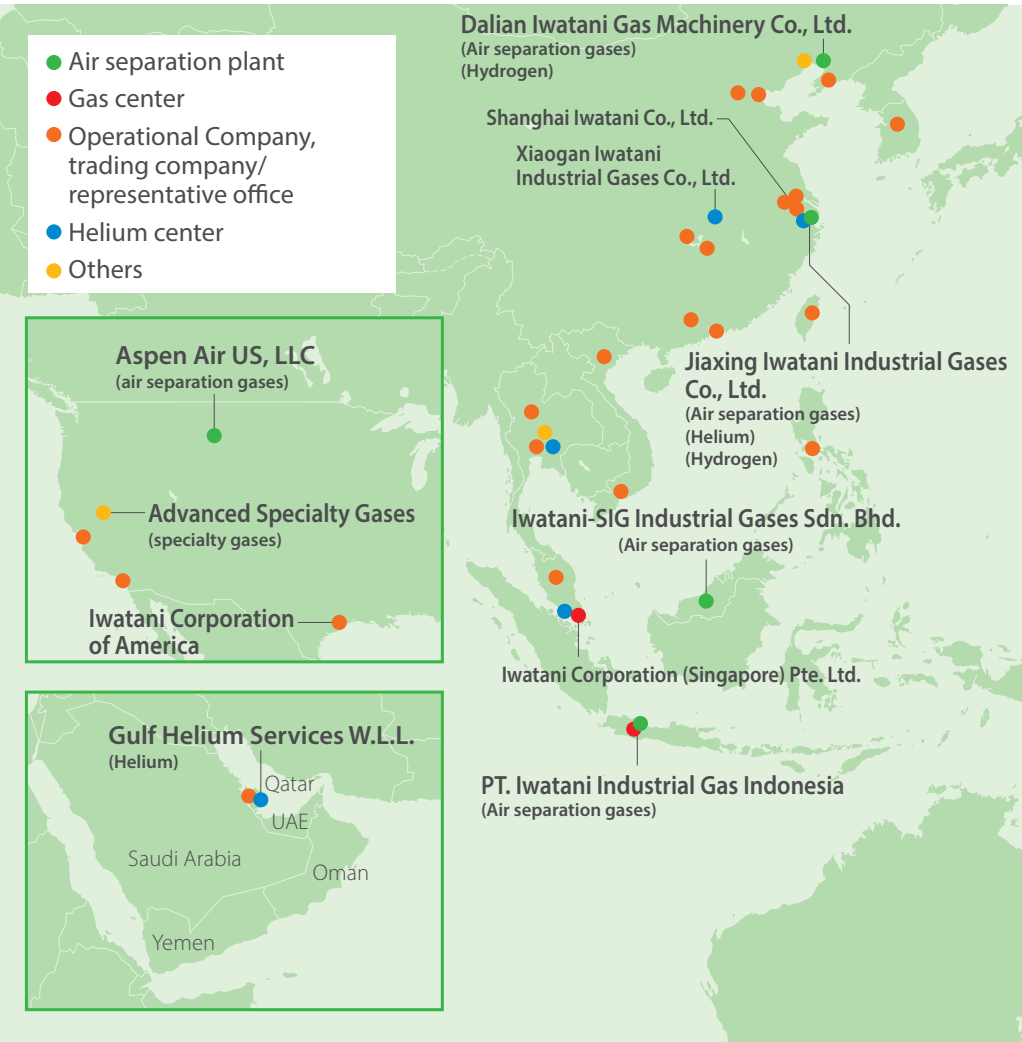 Air separation plant
Gas center
Operational Company,
trading company/
representative office
Helium center
Others
Dalian Iwatani Gas Machinery Co., Ltd.
(Air separation gases)
(Hydrogen)
Shanghai Iwatani Co., Ltd.
Xiaogan Iwatani
Industrial Gases Co., Ltd.
Jiaxing Iwatani Industrial Gases
Co., Ltd.
(Air separation gases)
(Helium)
(Hydrogen)
Iwatani-SIG Industrial Gases Sdn. Bhd.
(Air separation gases)
Iwatani Corporation (Singapore) Pte. Ltd.
PT. Iwatani Industrial Gas Indonesia
(Air separation gases)
Aspen Air US, LLC
(air separation gases)
Advanced Specialty Gases
(specialty gases)
Iwatani Corporation
of America
Gulf Helium Services W.L.L.
(Helium)
Qatar
UAE
Saudi Arabia
Oman
Yemen